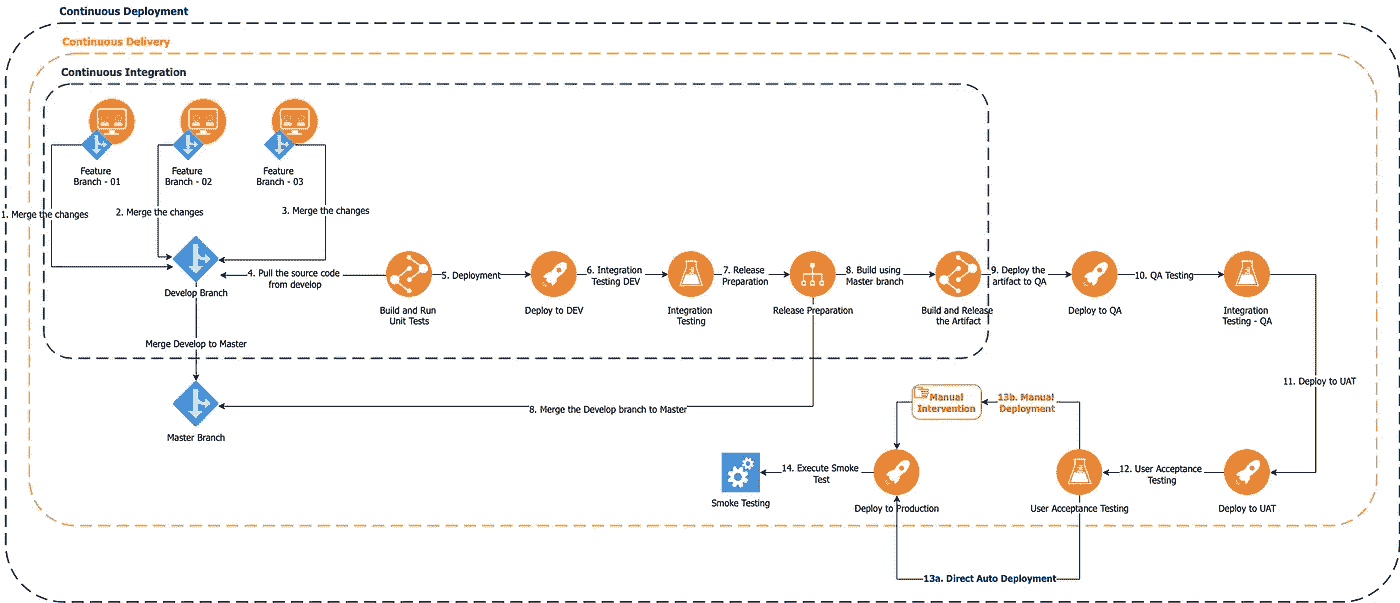 Continuous Deployment
Continuous Delivery
Continuous Integration
Feature
Branch - 01
Feature
Branch - 02
Feature
Branch - 03
1. Merge the changes
2. Merge the changes
3. Merge the changes
Develop Branch
4. Pull the source code
from develop
Build and Run
Unit Tests
5. Deployment
Deploy to DEV
6. Integration
Testing DEV
Integration
Testing
7. Release
Preparation
Release Preparation
8. Build using
Master branch
Build and Release
the Artifact
9. Deploy the
artifact to QA
Deploy to QA
10. QA Testing
Integration
Testing - QA
Merge Develop to Master
Master Branch
8. Merge the Develop branch to Master
11. Deploy to UAT
Manual
Intervention
13b. Manual
Deployment
Smoke Testing
14. Execute Smoke
Test
Deploy to Production
User Acceptance Testing
12. User Acceptance
Testing
Deploy to UAT
13a. Direct Auto Deployment